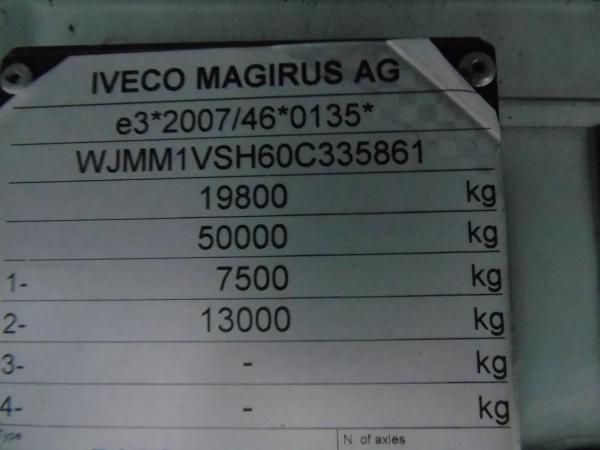 IVECO MAGIRUS AG
e3*2007/46*0135*
WJMM1VSH60C335861
19800 kg
50000 kg
1- 7500 kg
2- 13000 kg
3- - kg
4- - kg
Type N. of axles